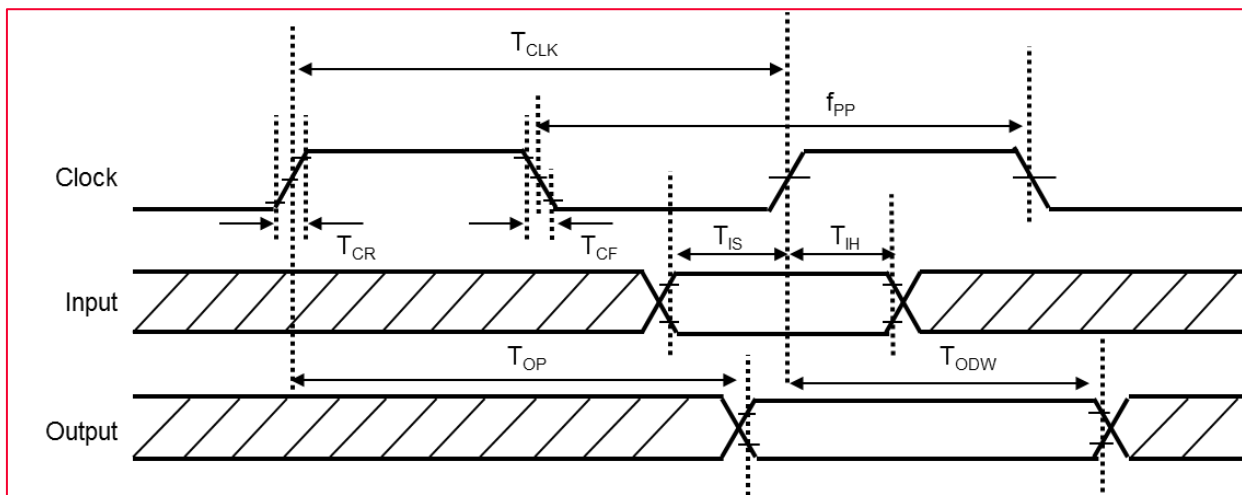 T_CLK
f_PP
Clock
T_CR
T_CF
T_IS
T_IH
Input
T_OP
T_ODW
Output